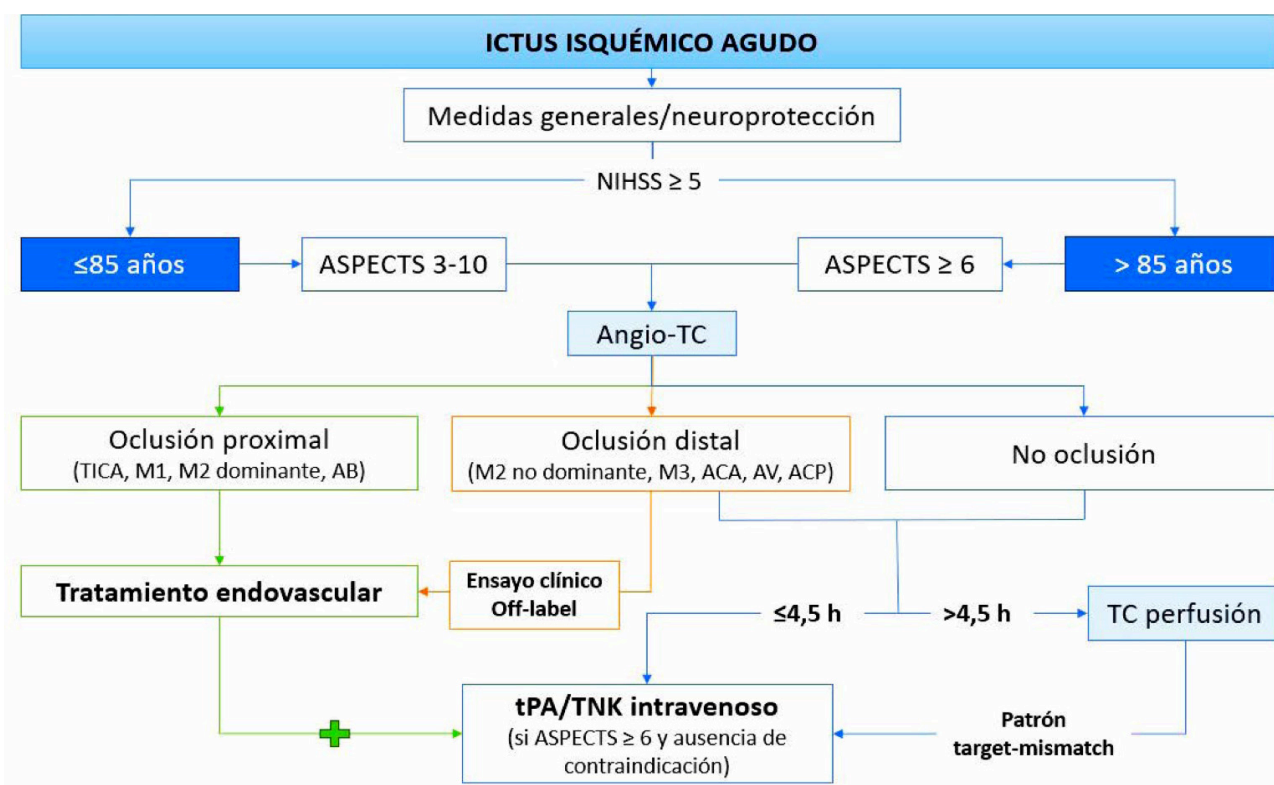 ICTUS ISQUÉMICO AGUDO
Medidas generales/neuroprotección
NIHSS ≥ 5
≤85 años
ASPECTS 3-10
ASPECTS ≥ 6
> 85 años
Angio-TC
Oclusión proximal
(TICA, M1, M2 dominante, AB)
Oclusión distal
(M2 no dominante, M3, ACA, AV, ACP)
No oclusión
Tratamiento endovascular
Ensayo clínico
Off-label
≤4,5 h
>4,5 h
TC perfusión
tPA/TNK intravenoso
(si ASPECTS ≥ 6 y ausencia de
contraindicación)
Patrón
target-mismatch